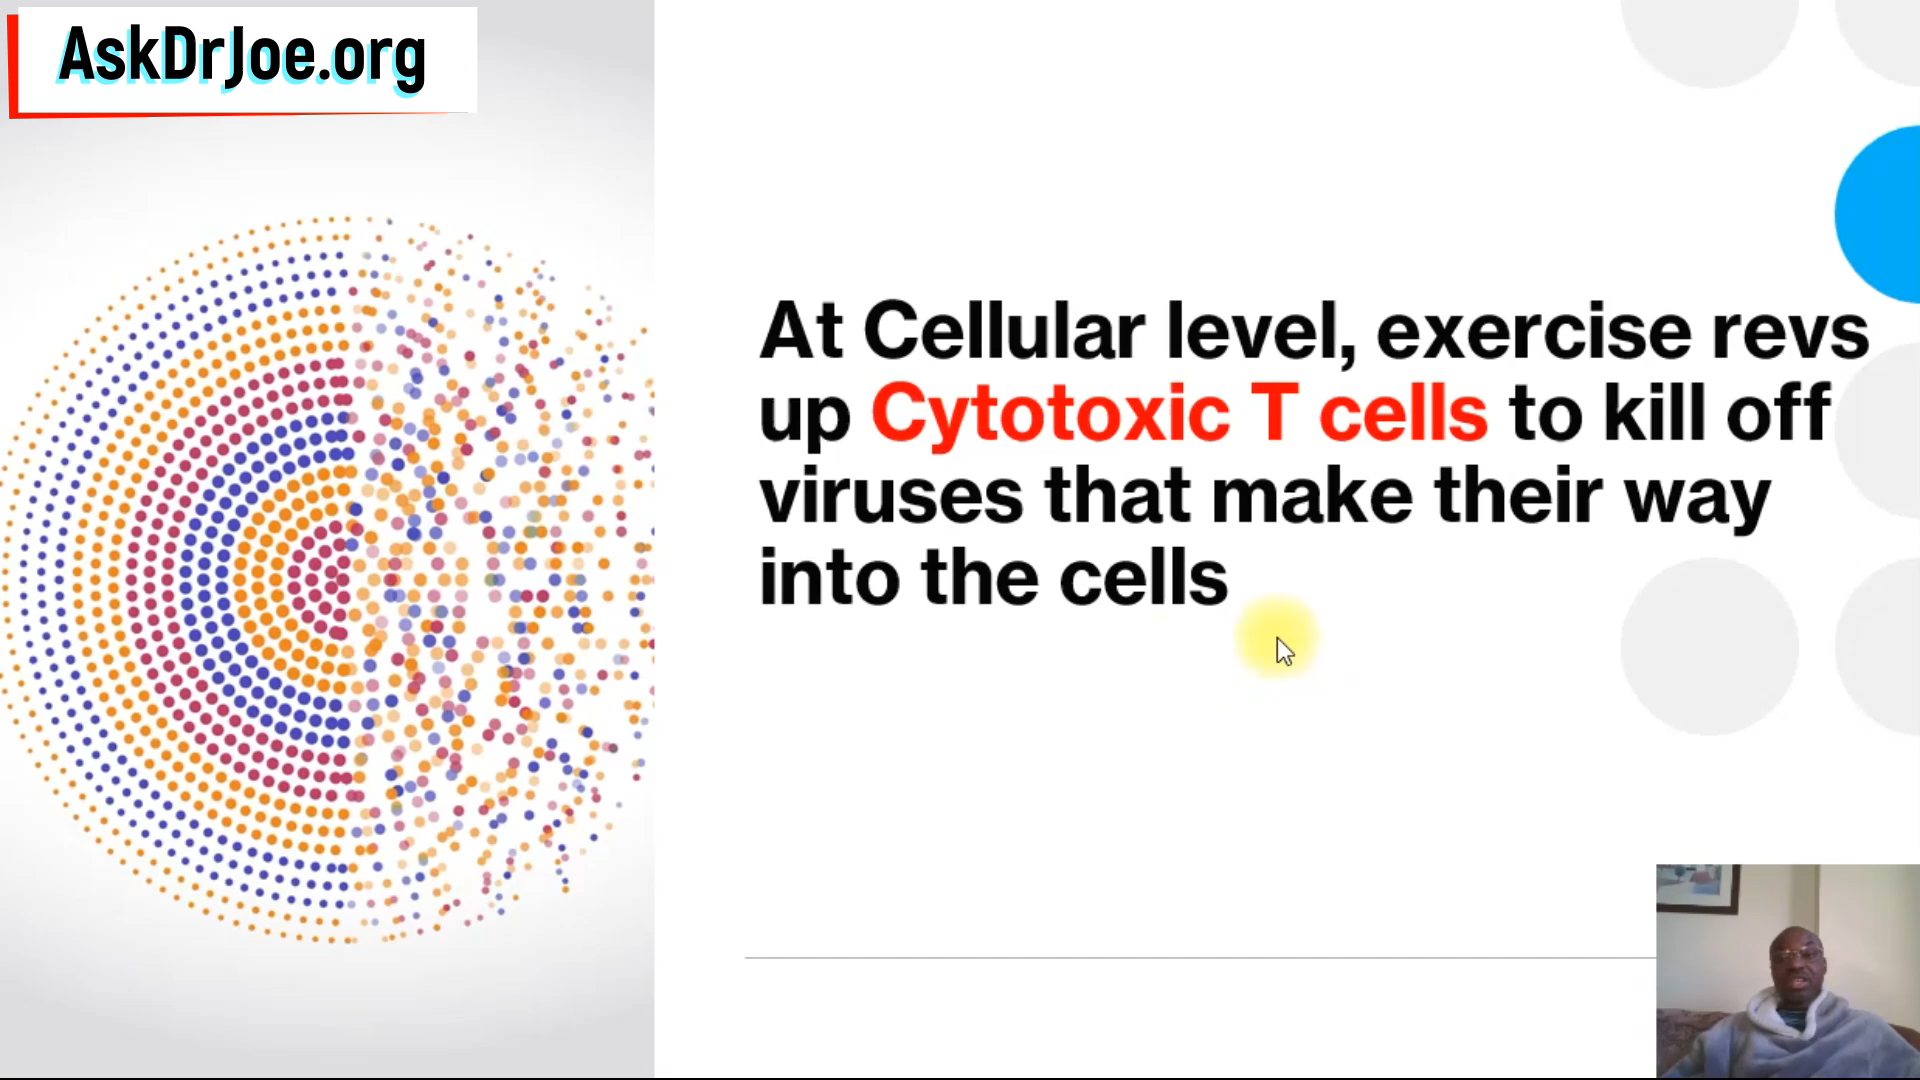 AskDrJoe.org
At Cellular level, exercise revs
up Cytotoxic T cells to kill off
viruses that make their way
into the cells